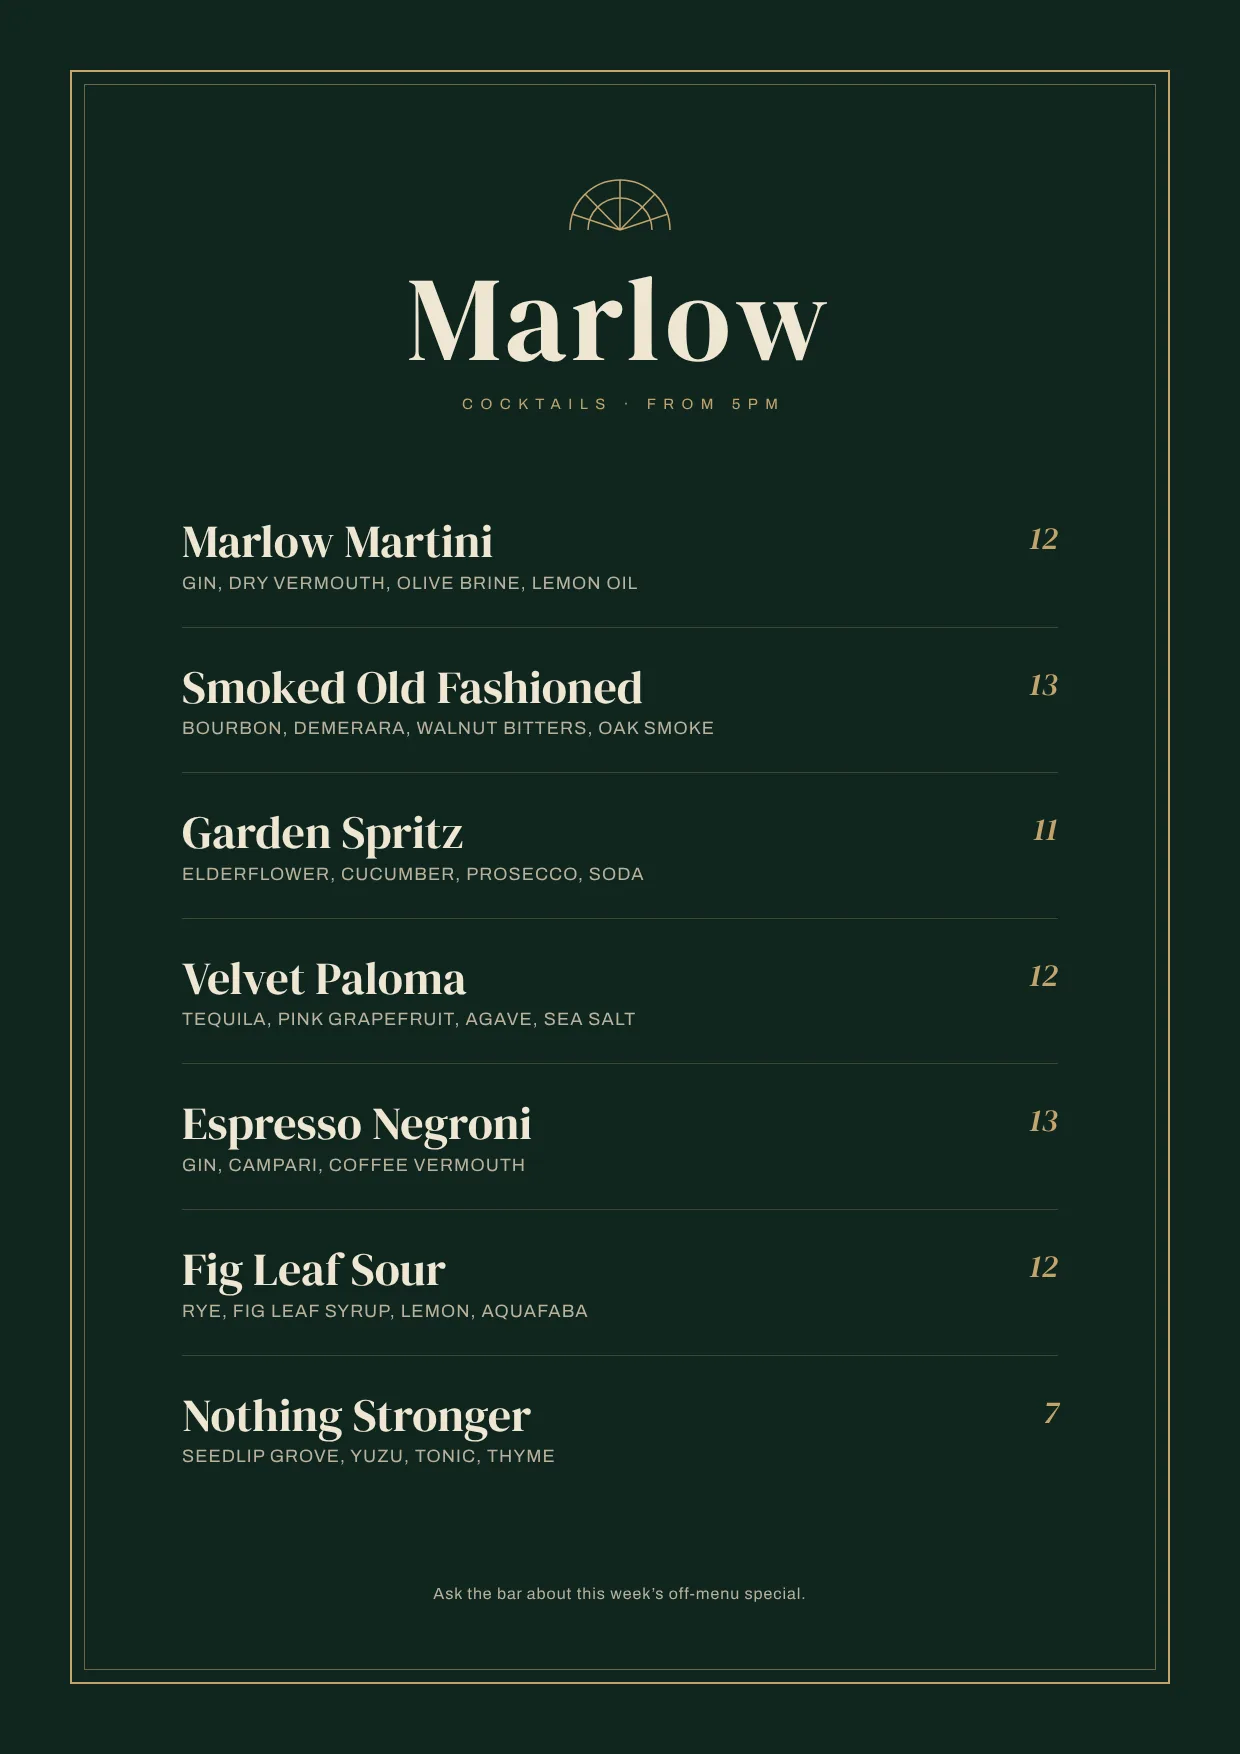 Marlow
COCKTAILS · FROM 5PM
Marlow Martini 12
GIN, DRY VERMOUTH, OLIVE BRINE, LEMON OIL
Smoked Old Fashioned 13
BOURBON, DEMERARA, WALNUT BITTERS, OAK SMOKE
Garden Spritz 11
ELDERFLOWER, CUCUMBER, PROSECCO, SODA
Velvet Paloma 12
TEQUILA, PINK GRAPEFRUIT, AGAVE, SEA SALT
Espresso Negroni 13
GIN, CAMPARI, COFFEE VERMOUTH
Fig Leaf Sour 12
RYE, FIG LEAF SYRUP, LEMON, AQUAFABA
Nothing Stronger 7
SEEDLIP GROVE, YUZU, TONIC, THYME
Ask the bar about this week’s off-menu special.